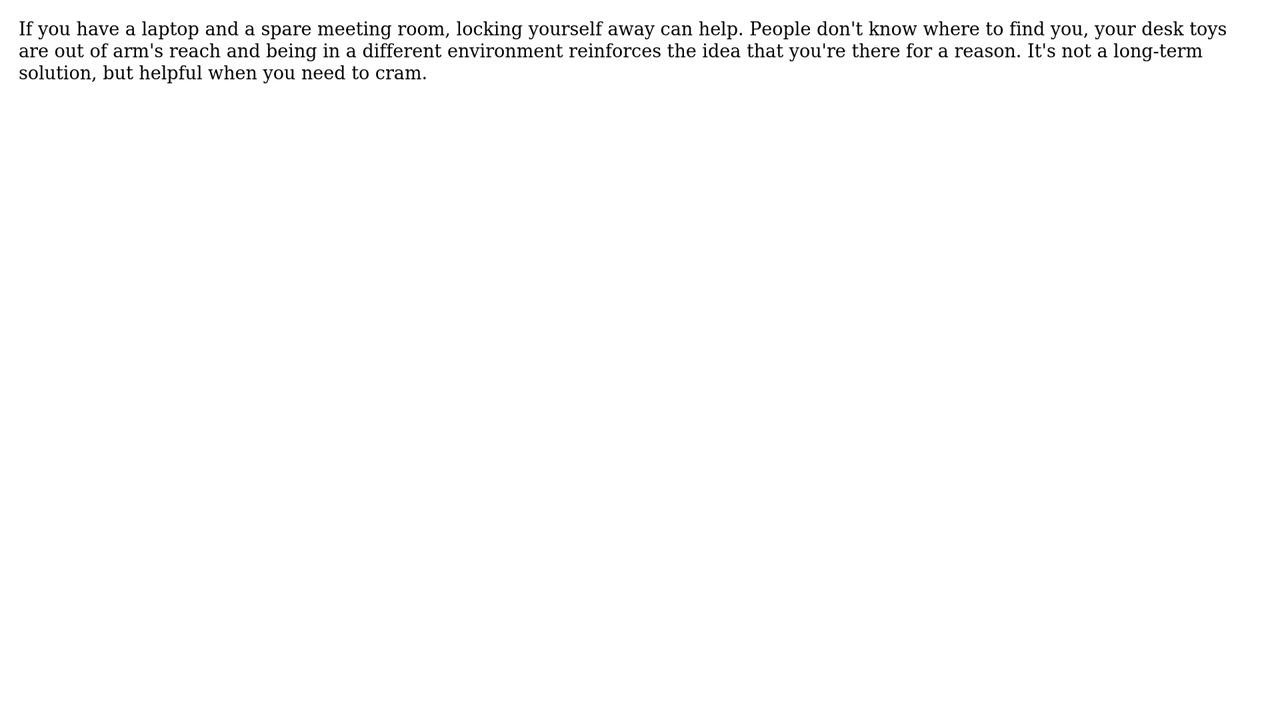 If you have a laptop and a spare meeting room, locking yourself away can help. People don't know where to find you, your desk toys
are out of arm's reach and being in a different environment reinforces the idea that you're there for a reason. It's not a long-term
solution, but helpful when you need to cram.